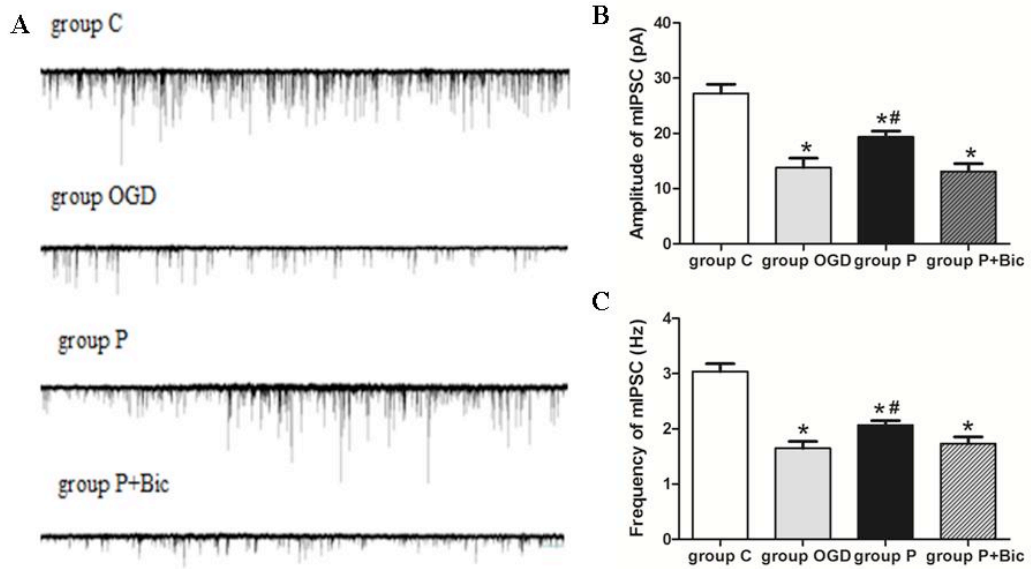 A
group C
group OGD
group P
group P+Bic
B
Amplitude of mIPSC (pA)
40
30
20
10
0
*
*#
*
group C group OGD group P group P+Bic
C
Frequency of mIPSC (Hz)
4
3
2
1
0
*
*#
*
group C group OGD group P group P+Bic